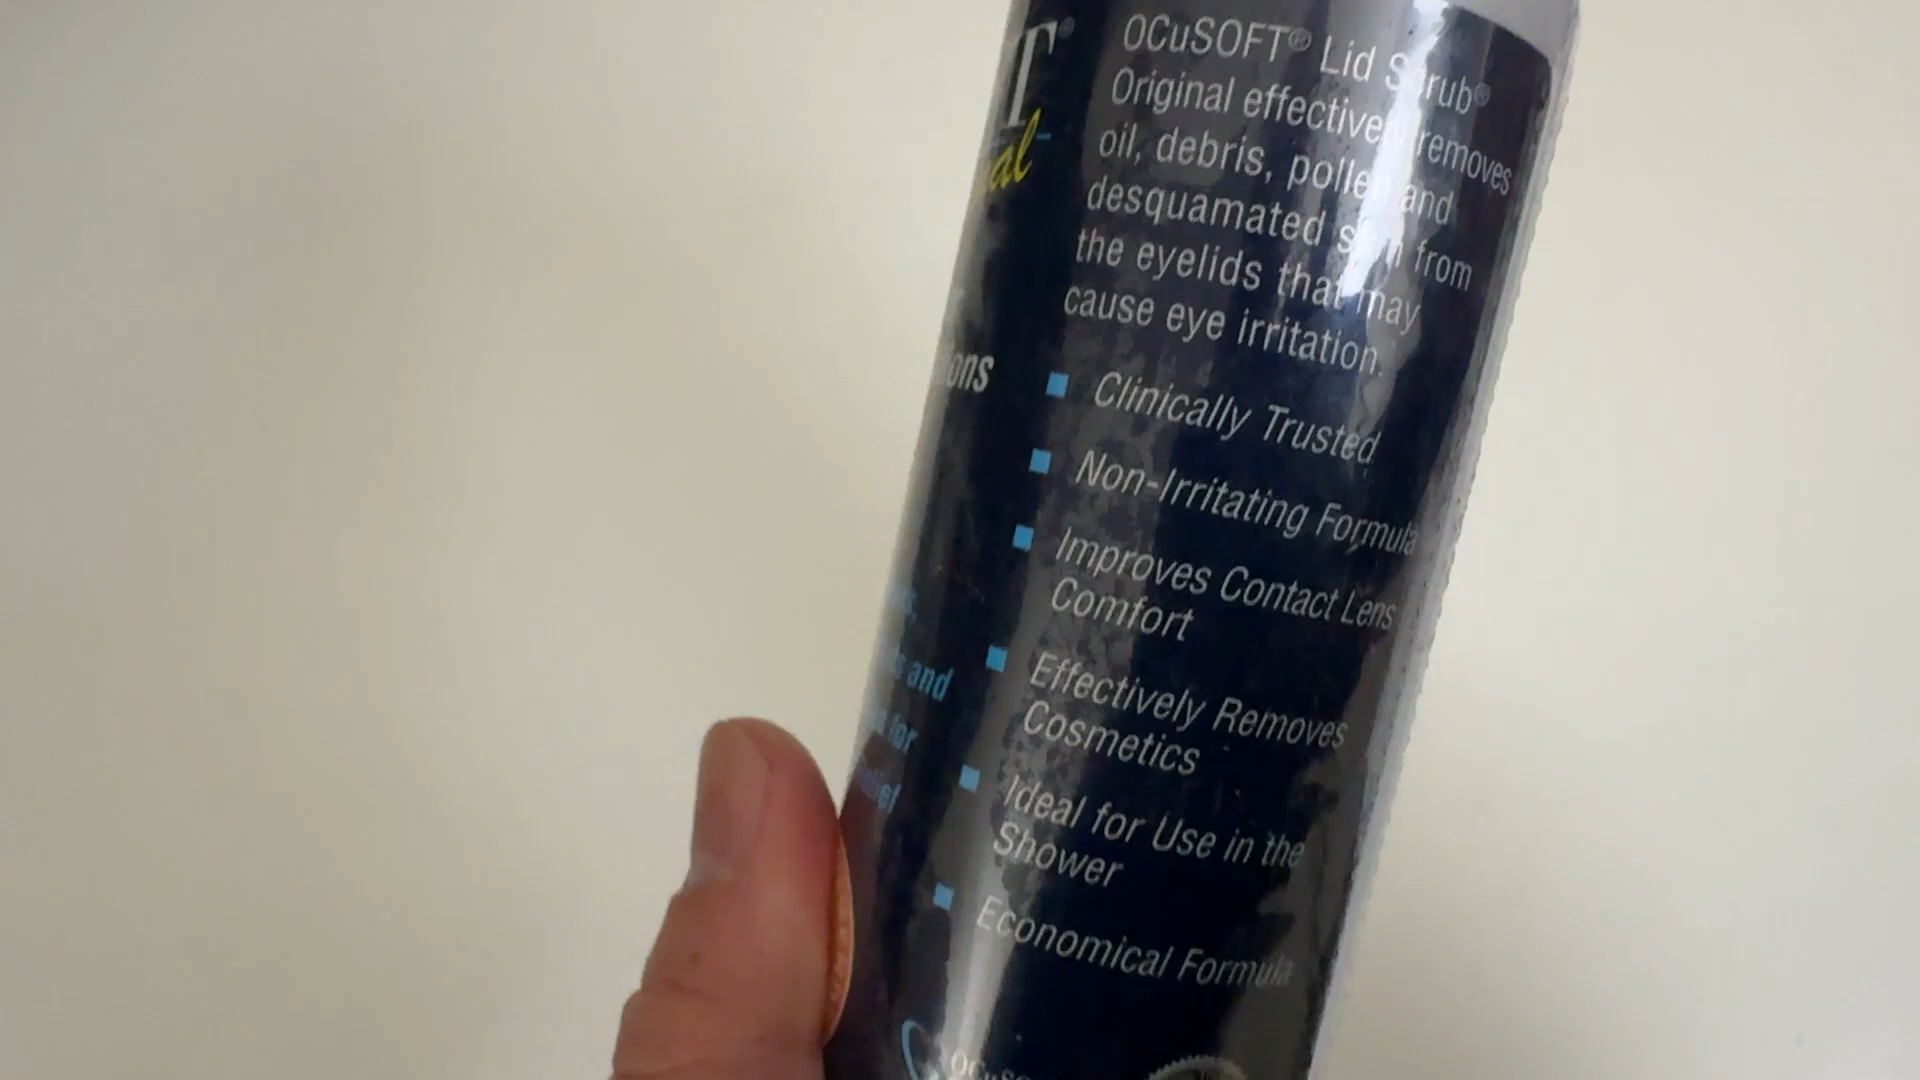 OCuSOFT® Lid Scrub®
Original effectively removes
oil, debris, pollen and
desquamated skin from
the eyelids that may
cause eye irritation.
Clinically Trusted
Non-Irritating Formula
Improves Contact Lens
Comfort
Effectively Removes
Cosmetics
Ideal for Use in the
Shower
Economical Formula
and
for